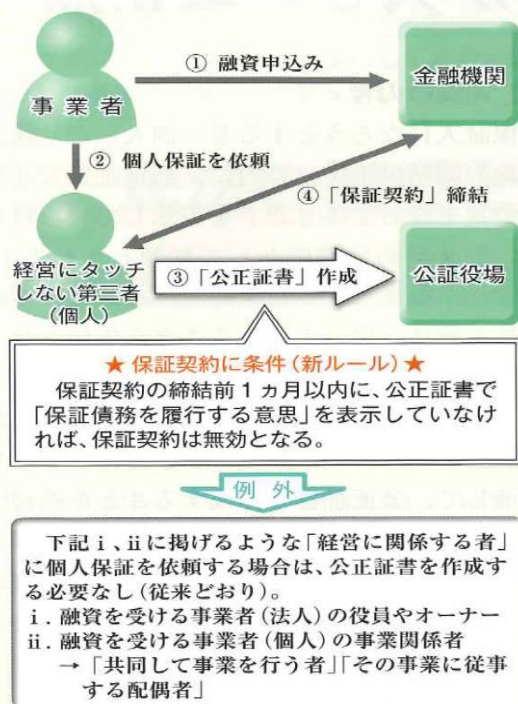 ① 融資申込み
事業者
金融機関
② 個人保証を依頼
④「保証契約」締結
経営にタッチ
しない第三者
(個人)
③「公正証書」作成
公証役場
★ 保証契約に条件(新ルール)★
保証契約の締結前1ヵ月以内に、公正証書で
「保証債務を履行する意思」を表示していなけ
れば、保証契約は無効となる。
例外
下記ⅰ、ⅱに掲げるような「経営に関係する者」
に個人保証を依頼する場合は、公正証書を作成す
る必要なし(従来どおり)。
ⅰ. 融資を受ける事業者(法人)の役員やオーナー
ⅱ. 融資を受ける事業者(個人)の事業関係者
→「共同して事業を行う者」「その事業に従事
する配偶者」